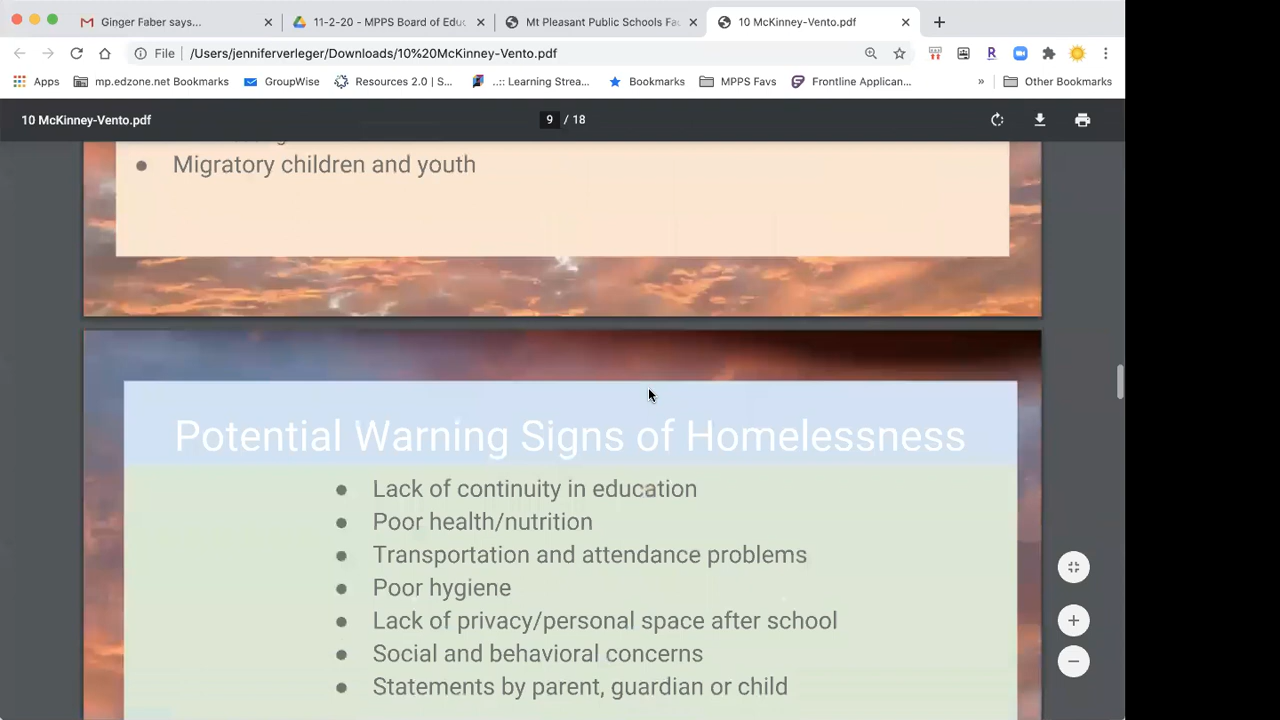 Ginger Faber says...
11-2-20 - MPPS Board of Educ
Mt Pleasant Public Schools Fac
10 McKinney-Vento.pdf
File
/Users/jenniferverleger/Downloads/10%20McKinney-Vento.pdf
Apps
mp.edzone.net Bookmarks
GroupWise
Resources 2.0 | S...
..:: Learning Strea...
Bookmarks
MPPS Favs
Frontline Applican...
»
Other Bookmarks
10 McKinney-Vento.pdf
9 / 18
● Migratory children and youth
Potential Warning Signs of Homelessness
● Lack of continuity in education
● Poor health/nutrition
● Transportation and attendance problems
● Poor hygiene
● Lack of privacy/personal space after school
● Social and behavioral concerns
● Statements by parent, guardian or child